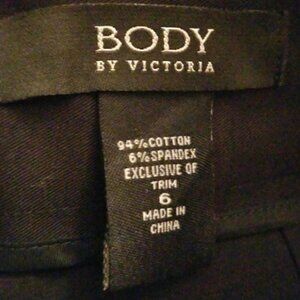 BODY
BY VICTORIA
94% COTTON
6% SPANDEX
EXCLUSIVE OF
TRIM
6
MADE IN
CHINA